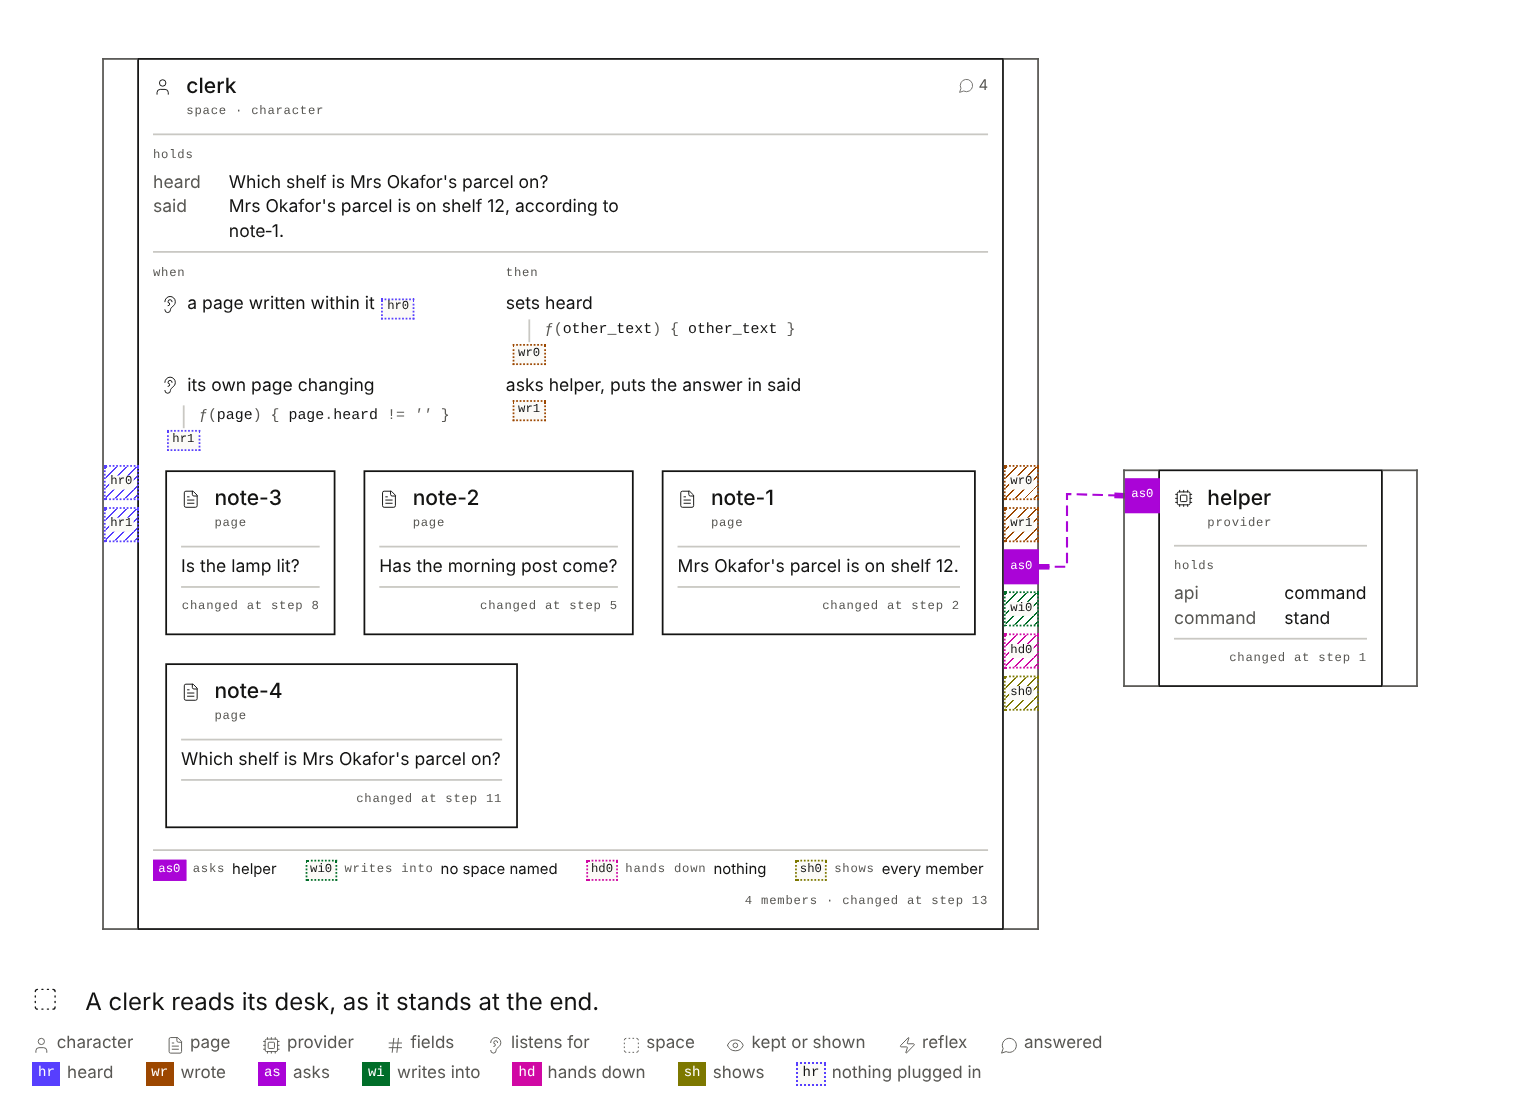 clerk
4
space · character
holds
heard Which shelf is Mrs Okafor's parcel on?
said Mrs Okafor's parcel is on shelf 12, according to
note-1.
when then
a page written within it hr0 sets heard
ƒ(other_text) { other_text }
wr0
its own page changing asks helper, puts the answer in said
ƒ(page) { page.heard != '' } wr1
hr1
hr0
hr1
note-3
page
Is the lamp lit?
changed at step 8
note-2
page
Has the morning post come?
changed at step 5
note-1
page
Mrs Okafor's parcel is on shelf 12.
changed at step 2
wr0
wr1
as0
wi0
hd0
sh0
as0
helper
provider
holds
api command
command stand
changed at step 1
note-4
page
Which shelf is Mrs Okafor's parcel on?
changed at step 11
as0 asks helper wi0 writes into no space named hd0 hands down nothing sh0 shows every member
4 members · changed at step 13
A clerk reads its desk, as it stands at the end.
character page provider fields listens for space kept or shown reflex answered
hr heard wr wrote as asks wi writes into hd hands down sh shows hr nothing plugged in